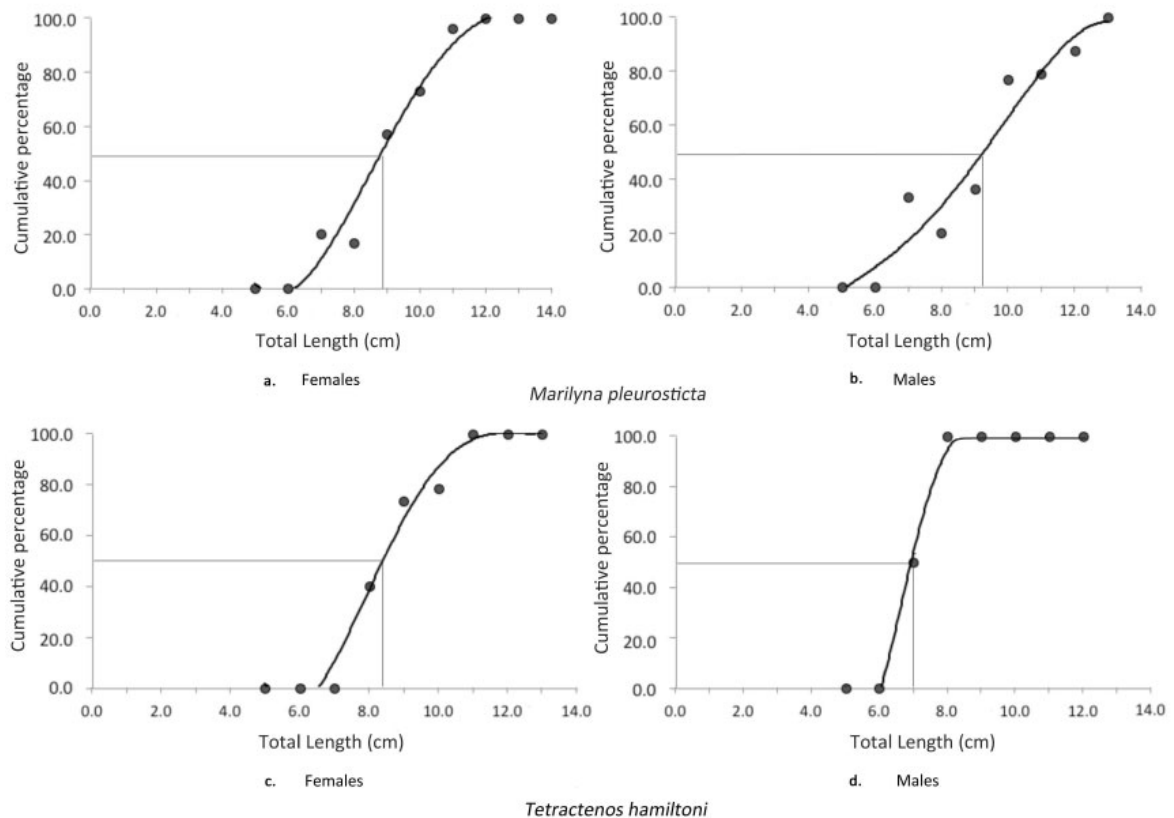 Cumulative percentage
100.0
80.0
60.0
40.0
20.0
0.0
0.0 2.0 4.0 6.0 8.0 10.0 12.0 14.0
Total Length (cm)
a. Females
Cumulative percentage
100.0
80.0
60.0
40.0
20.0
0.0
0.0 2.0 4.0 6.0 8.0 10.0 12.0 14.0
Total Length (cm)
b. Males
Marilyna pleurosticta
Cumulative percentage
100.0
80.0
60.0
40.0
20.0
0.0
0.0 2.0 4.0 6.0 8.0 10.0 12.0 14.0
Total Length (cm)
c. Females
Cumulative percentage
100.0
80.0
60.0
40.0
20.0
0.0
0.0 2.0 4.0 6.0 8.0 10.0 12.0 14.0
Total Length (cm)
d. Males
Tetractenos hamiltoni